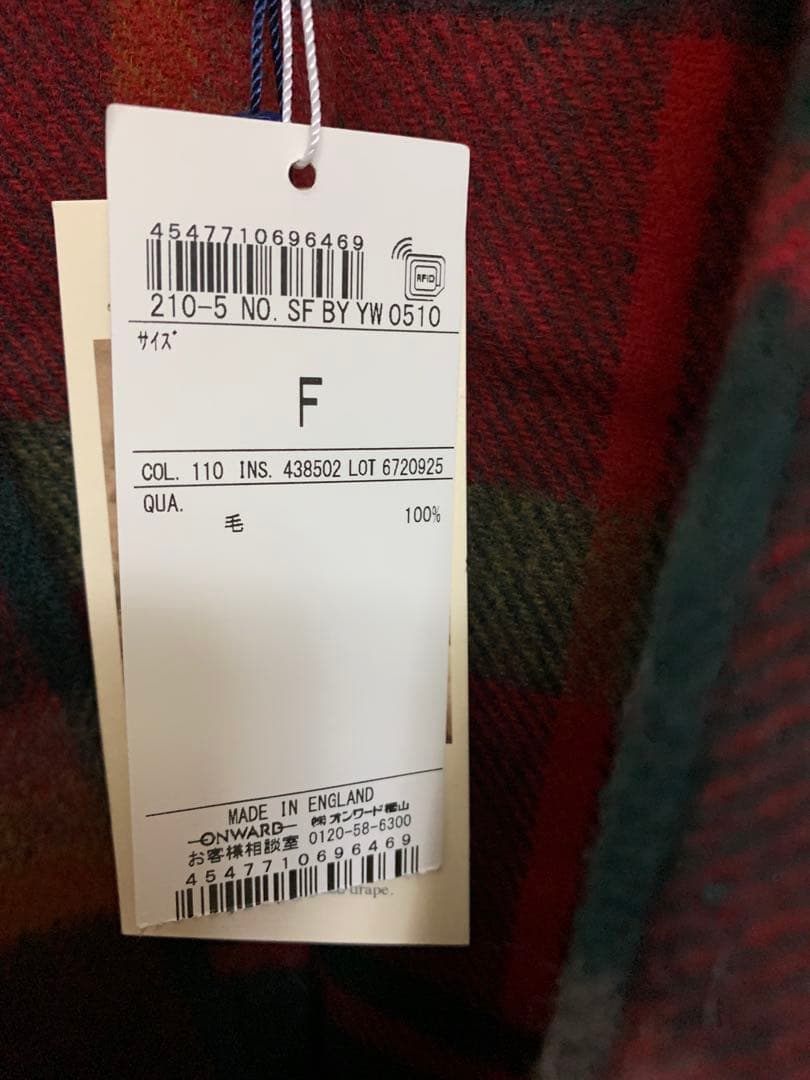 4547710696469
RFID
210-5 NO. SF BY YW 0510
サイズ
F
COL. 110 INS. 438502 LOT 6720925
QUA.
毛 100%
MADE IN ENGLAND
ONWARD ㈱オンワード樫山
お客様相談室 0120-58-6300
4547710696469
drape.